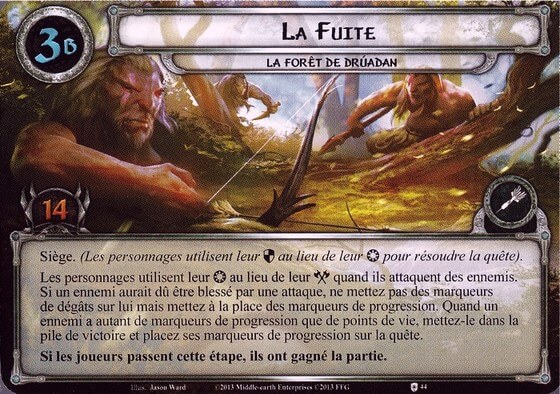 3B
LA FUITE
LA FORÊT DE DRÚADAN
14
Siège. (Les personnages utilisent leur au lieu de leur pour résoudre la quête).
Les personnages utilisent leur au lieu de leur quand ils attaquent des ennemis.
Si un ennemi aurait dû être blessé par une attaque, ne mettez pas des marqueurs
de dégâts sur lui mais mettez à la place des marqueurs de progression. Quand un
ennemi a autant de marqueurs de progression que de points de vie, mettez-le dans la
pile de victoire et placez ses marqueurs de progression sur la quête.
Si les joueurs passent cette étape, ils ont gagné la partie.
Illus. Jason Ward ©2013 Middle-earth Enterprises ©2013 FFG 44